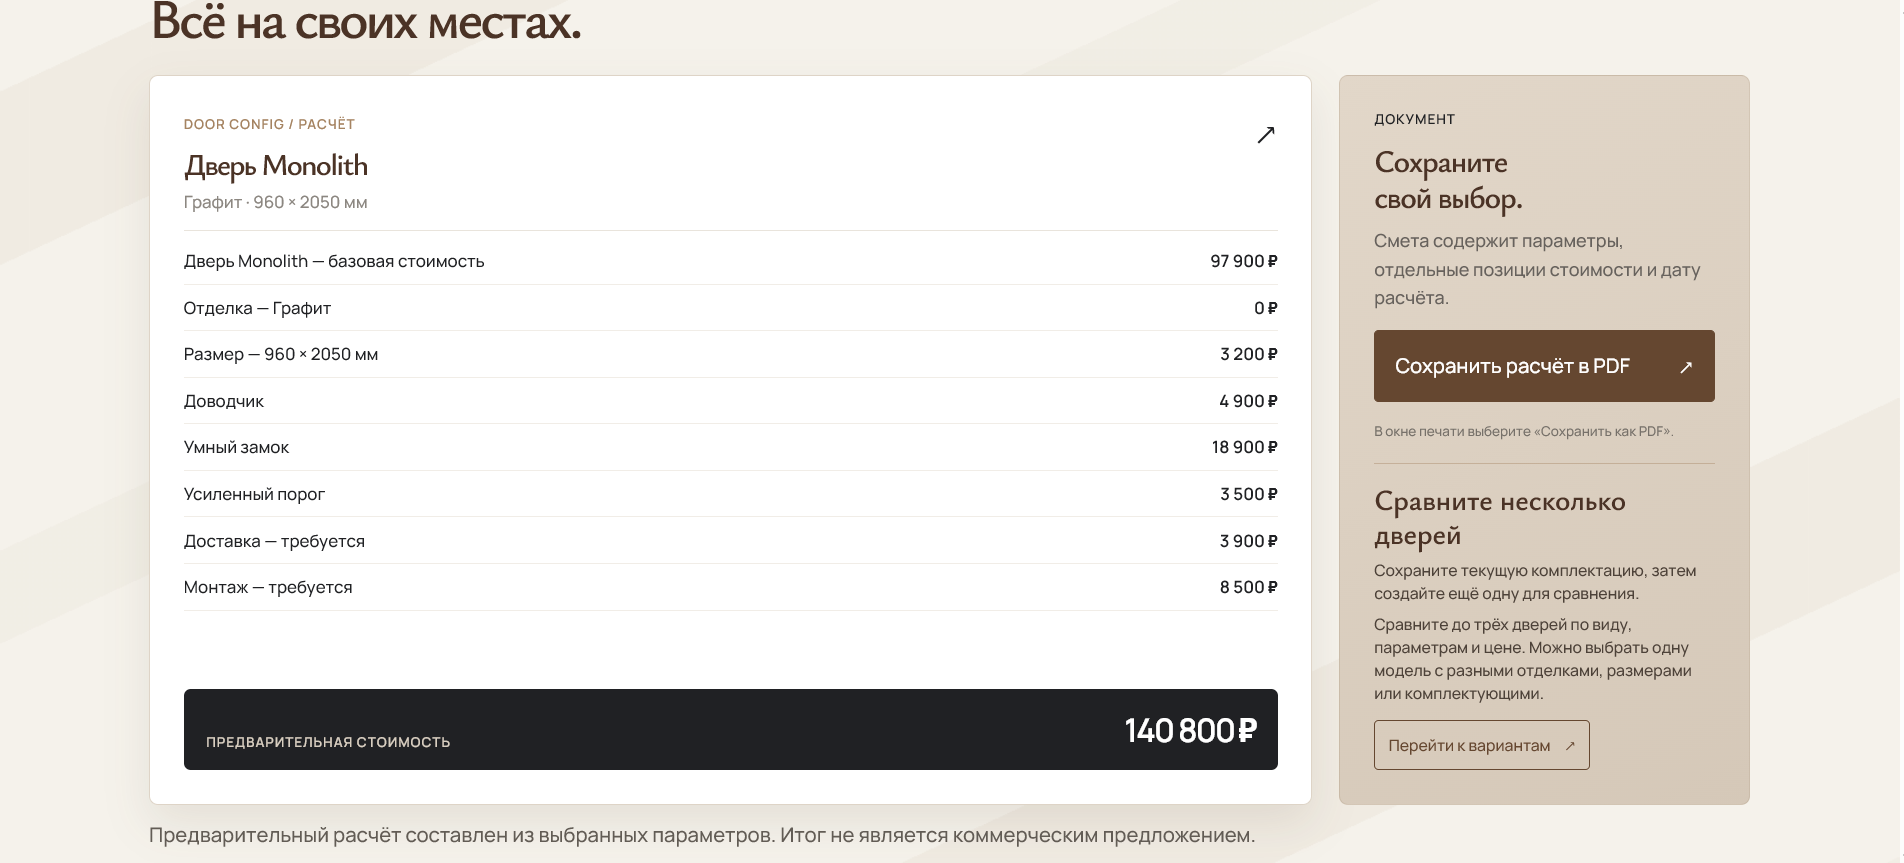 Всё на своих местах.
DOOR CONFIG / РАСЧЁТ
↗
Дверь Monolith
Графит · 960 × 2050 мм
Дверь Monolith — базовая стоимость 97 900 ₽
Отделка — Графит 0 ₽
Размер — 960 × 2050 мм 3 200 ₽
Доводчик 4 900 ₽
Умный замок 18 900 ₽
Усиленный порог 3 500 ₽
Доставка — требуется 3 900 ₽
Монтаж — требуется 8 500 ₽
ПРЕДВАРИТЕЛЬНАЯ СТОИМОСТЬ 140 800 ₽
ДОКУМЕНТ
Сохраните
свой выбор.
Смета содержит параметры,
отдельные позиции стоимости и дату
расчёта.
Сохранить расчёт в PDF ↗
В окне печати выберите «Сохранить как PDF».
Сравните несколько
дверей
Сохраните текущую комплектацию, затем
создайте ещё одну для сравнения.
Сравните до трёх дверей по виду,
параметрам и цене. Можно выбрать одну
модель с разными отделками, размерами
или комплектующими.
Перейти к вариантам ↗
Предварительный расчёт составлен из выбранных параметров. Итог не является коммерческим предложением.